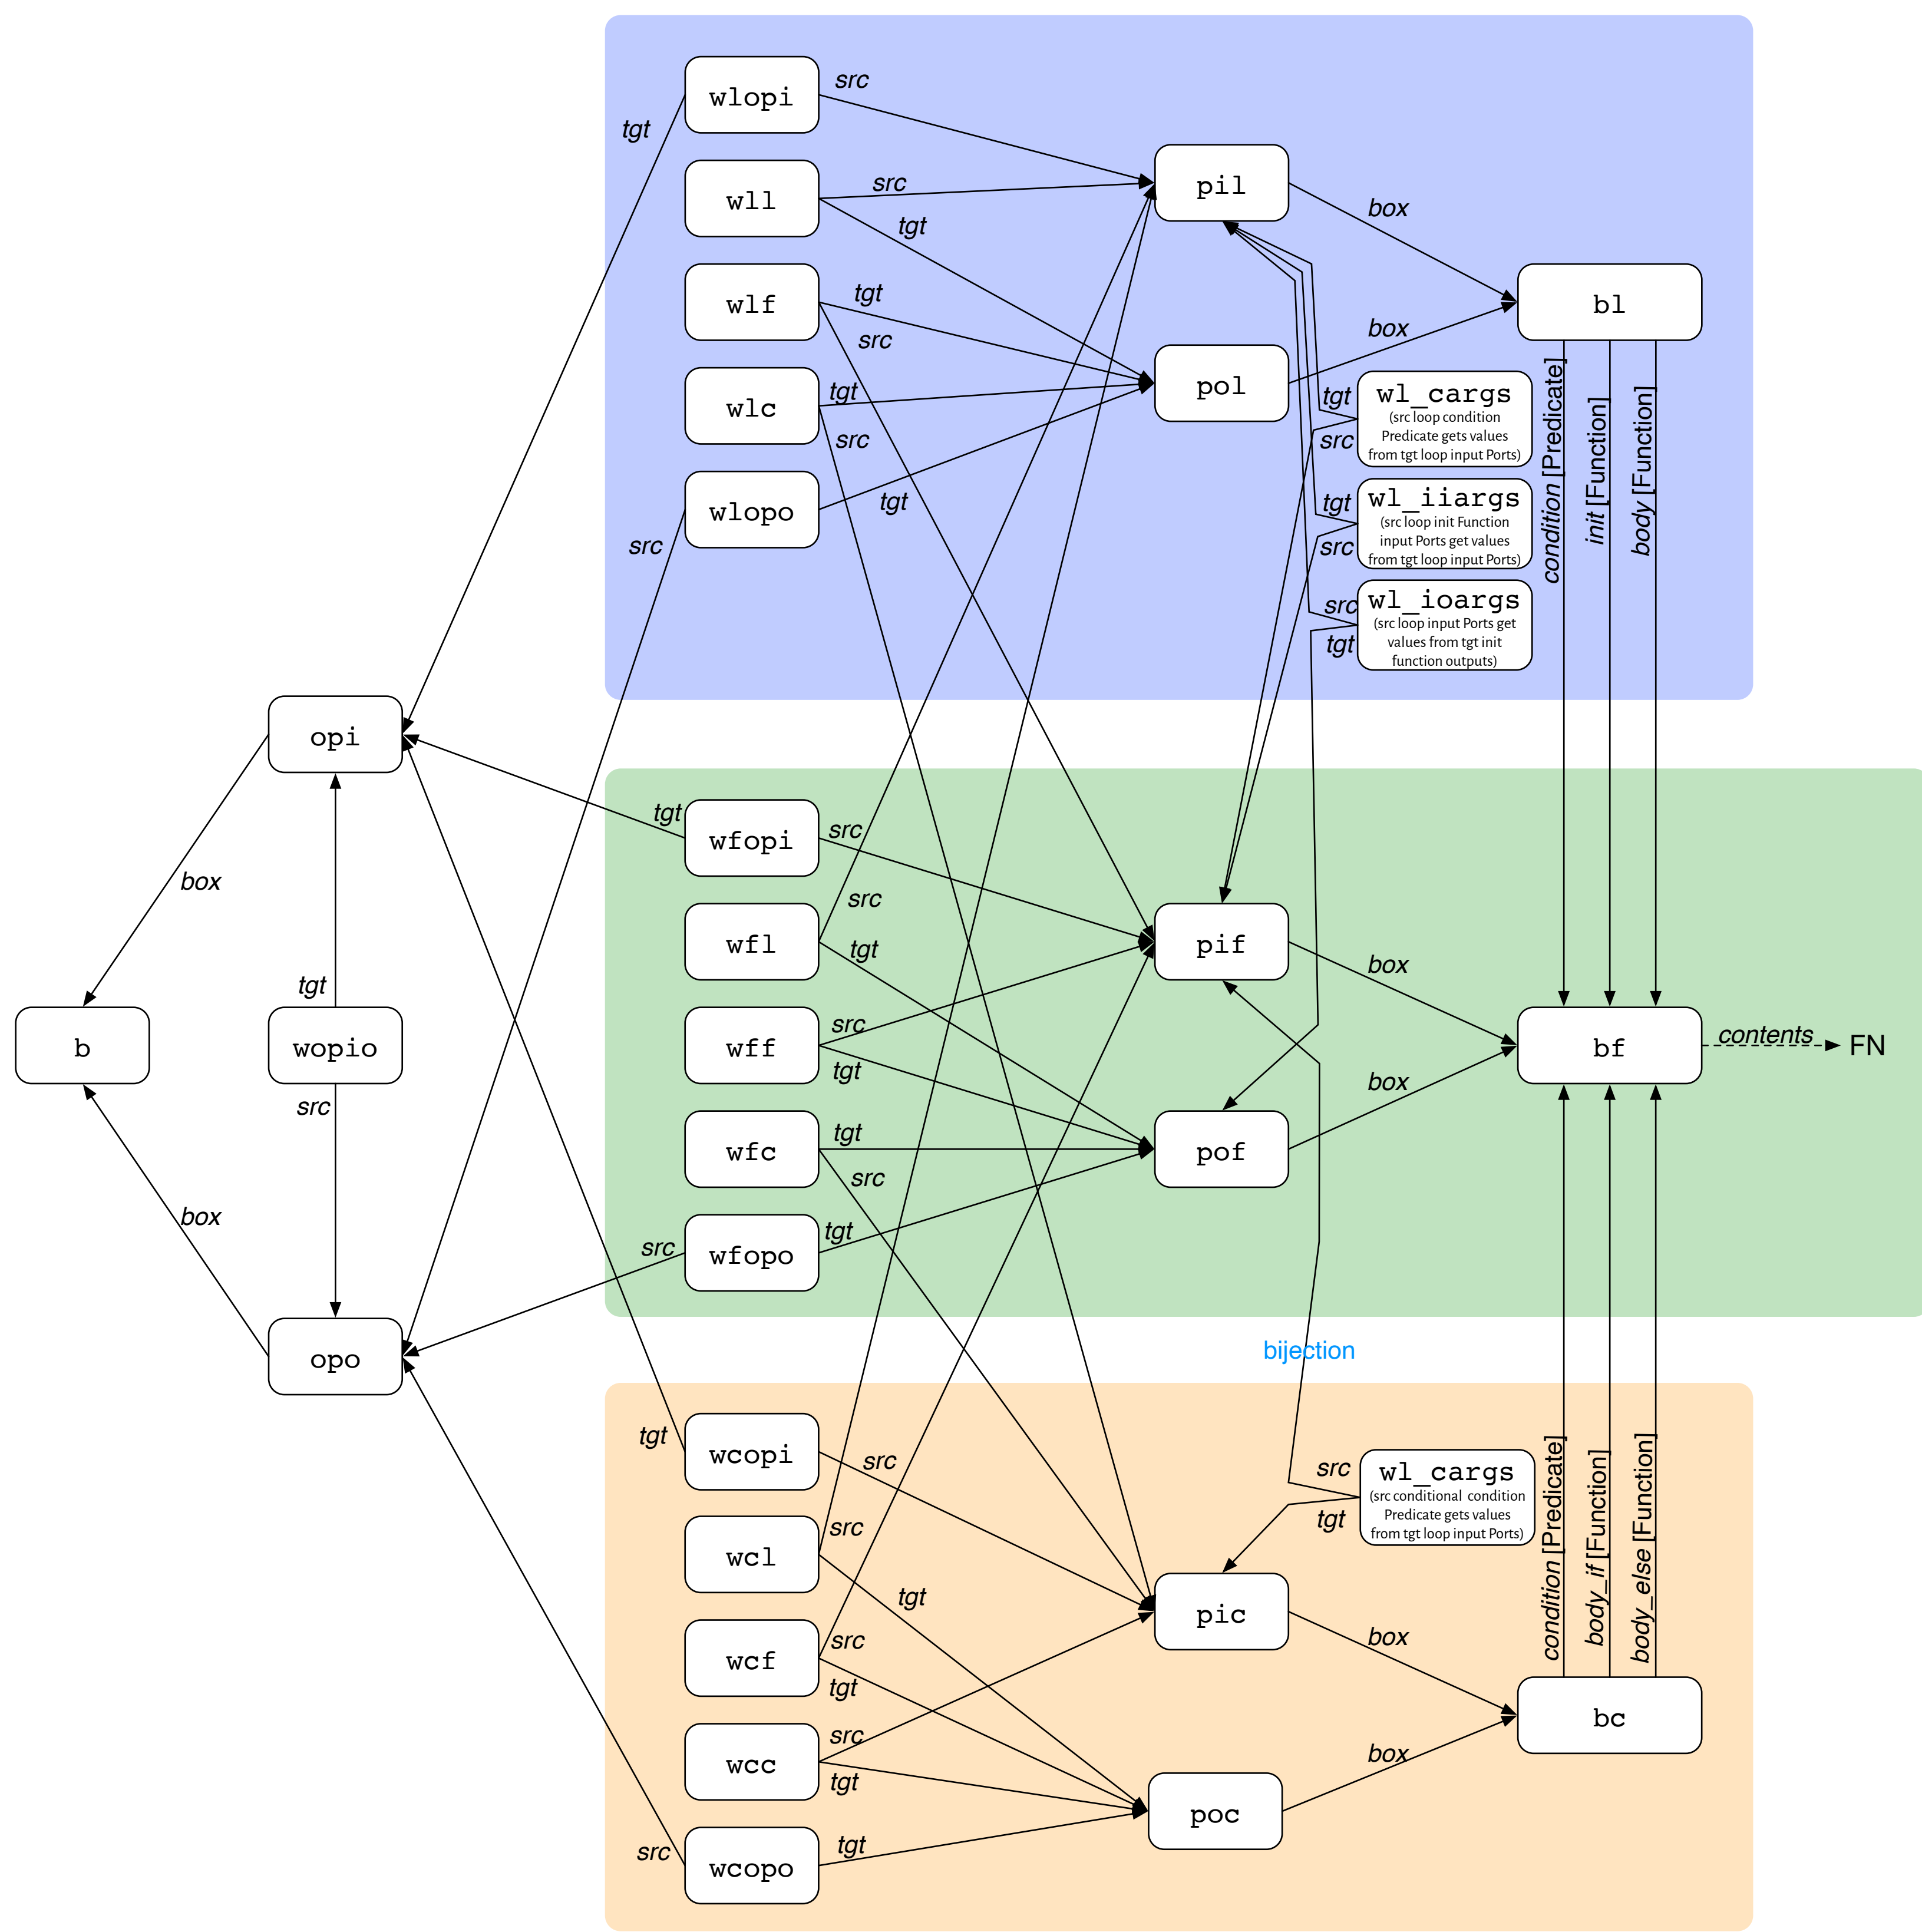 wlopi
src
tgt
wll
src
tgt
pil
box
wlf
tgt
src
bl
wlc
tgt
src
pol
box
wlopo
tgt
src
wl_cargs
(src loop condition
Predicate gets values
from tgt loop input Ports)
tgt
src
wl_iiargs
(src loop init Function
input Ports get values
from tgt loop input Ports)
tgt
src
wl_ioargs
(src loop input Ports get
values from tgt init
function outputs)
src
tgt
condition [Predicate]
init [Function]
body [Function]
opi
box
tgt
wfopi
src
src
wfl
tgt
pif
box
b
tgt
wopio
src
wff
src
tgt
bf
contents
FN
wfc
tgt
src
pof
box
box
src
wfopo
tgt
opo
bijection
tgt
wcopi
src
src
tgt
wl_cargs
(src conditional condition
Predicate gets values
from tgt loop input Ports)
condition [Predicate]
body_if [Function]
body_else [Function]
wcl
src
tgt
pic
box
wcf
src
tgt
bc
wcc
src
tgt
poc
box
src
wcopo
tgt